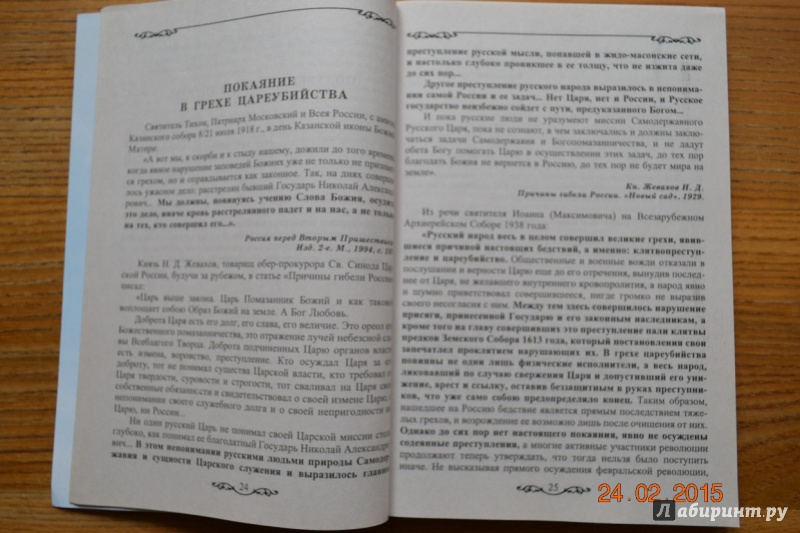 ПОКАЯНИЕ
В ГРЕХЕ ЦАРЕУБИЙСТВА
Святитель Тихон, Патриарх Московский и Всея России, с амвона
Казанского собора 8/21 июля 1918 г., в день Казанской иконы Божией
Матери:
«А вот мы, к скорби и к стыду нашему, дожили до того времени,
когда явное нарушение заповедей Божиих уже не только не признает-
ся грехом, но и оправдывается как законное. Так, на днях соверши-
лось ужасное дело: расстрелян бывший Государь Николай Александ-
рович... Мы должны, повинуясь учению Слова Божия, осудить
это дело, иначе кровь расстрелянного падет и на нас, а не только
на тех, кто совершил его...»
Россия перед Вторым Пришествием.
Изд. 2-е. М., 1994, с.
Князь Н. Д. Жевахов, товарищ обер-прокурора Св. Синода Цар-
ской России, будучи за рубежом, в статье «Причины гибели России»
писал:
«Царь выше закона. Царь Помазанник Божий и как таковой
воплощает собою Образ Божий на земле. А Бог Любовь.
Доброта Царя есть его долг, его слава, его величие. Это ореол его
Божественного помазанничества, это отражение лучей небесной славы
Всеблагого Творца. Доброта подчиненных Царю органов власти
есть измена, воровство, преступление. Кто осуждал Царя за его
доброту, тот не понимал существа Царской власти, кто требовал от
Царя твердости, суровости и строгости, тот сваливал на Царя свои
собственные обязанности и свидетельствовал о своей измене Царю, о
непонимании своего служебного долга и о своей непригодности ни
Царю, ни России...
Ни один русский Царь не понимал своей Царской миссии столь
глубоко, как понимал ее благодатный Государь Николай Александро-
вич... В этом непонимании русскими людьми природы Самодер-
жавия и сущности Царского служения и выразилось главное
24
преступление русской мысли, попавшей в жидо-масонские сети,
и настолько глубоко проникшее в ее толщу, что не изжита даже
до сих пор...
Другое преступление русского народа выразилось в непонима-
нии самой России и ее задач... Нет Царя, нет и России, и Русское
государство неизбежно сойдет с пути, предуказанного Богом...
И пока русские люди не уразумеют миссии Самодержавного
Русского Царя, пока не сознают, в чем заключались и должны заклю-
чаться задачи Самодержавия и Богопомазанничества, и не дадут
обета Богу помогать Царю в осуществлении этих задач, до тех пор
благодать Божия не вернется в Россию, до тех пор не будет мира на
земле».
Кн. Жевахов Н. Д.
Причины гибели России. «Новый сад», 1929.
Из речи святителя Иоанна (Максимовича) на Всезарубежном
Архиерейском Соборе 1938 года:
«Русский народ весь в целом совершил великие грехи, явив-
шиеся причиной настоящих бедствий, а именно: клятвопреступ-
ление и цареубийство. Общественные и военные вожди отказали в
послушании и верности Царю еще до его отречения, вынудив послед-
нее от Царя, не желавшего внутреннего кровопролития, а народ явно
и шумно приветствовал совершившееся, нигде громко не выразив
своего несогласия с ним. Между тем здесь совершилось нарушение
присяги, принесенной Государю и его законным наследникам, а
кроме того на главу совершивших это преступление пали клятвы
предков Земского Собора 1613 года, который постановления свои
запечатлел проклятием нарушающих их. В грехе цареубийства
повинны не одни лишь физические исполнители, а весь народ,
ликовавший по случаю свержения Царя и допустивший его уни-
жение, арест и ссылку, оставив беззащитным в руках преступни-
ков, что уже само собою предопределяло конец. Таким образом,
нашедшее на Россию бедствие является прямым последствием тяж-
лых грехов, и возрождение ее возможно лишь после очищения от них.
Однако до сих пор нет настоящего покаяния, явно не осуждены
содеянные преступления, а многие активные участники революции
продолжают теперь утверждать, что тогда нельзя было поступить
иначе. Не высказывая прямого осуждения февральской революции,
25
24.02.2015
Лабиринт.ру